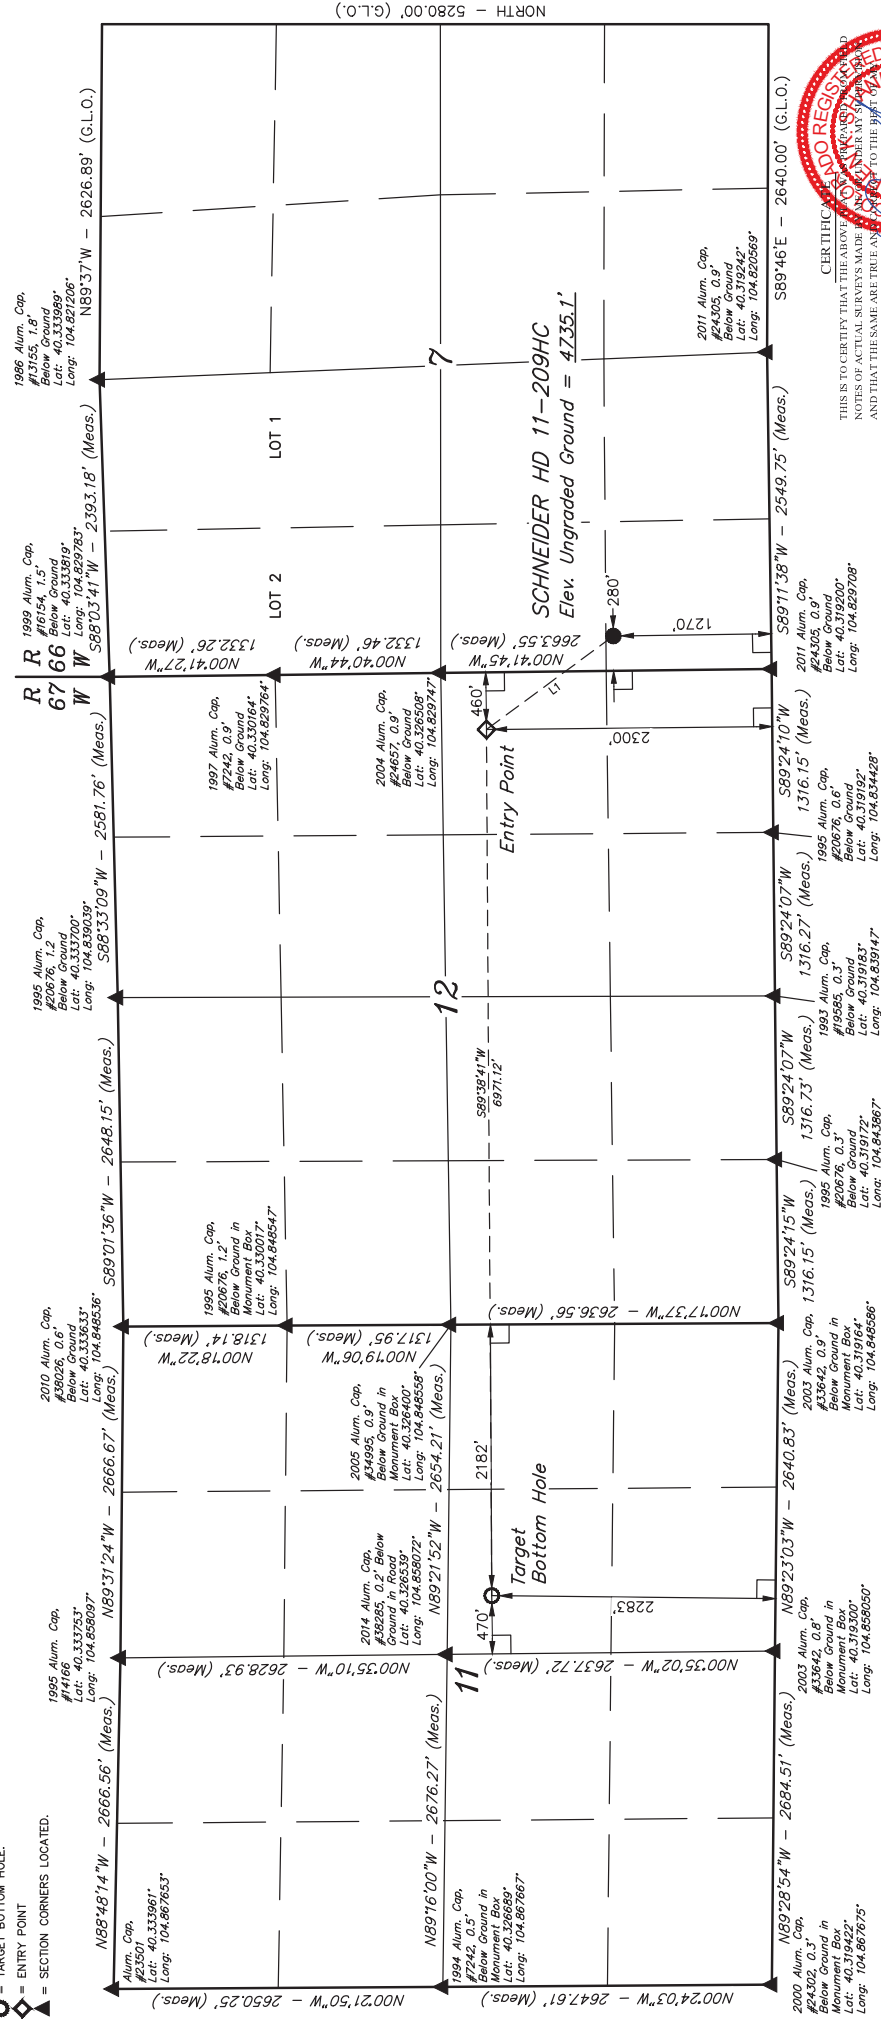 = TARGET BOTTOM HOLE.
= ENTRY POINT
= SECTION CORNERS LOCATED.
R R
67 66
W W
N88°48'14"W - 2666.56' (Meas.)
N89°31'24"W - 2666.67' (Meas.)
S89°01'36"W - 2648.15' (Meas.)
S88°33'09"W - 2581.76' (Meas.)
S88°03'41"W - 2393.18' (Meas.)
N89°37'W - 2626.89' (G.L.O.)
NORTH - 5280.00' (G.L.O.)
Alum. Cap,
#23501
Lat: 40.333961°
Long: 104.867653°
1995 Alum. Cap,
#14166
Lat: 40.333753°
Long: 104.858097°
2010 Alum. Cap,
#38026, 0.6'
Below Ground
Lat: 40.333633°
Long: 104.848536°
1995 Alum. Cap,
#20676, 1.2
Below Ground
Lat: 40.333700°
Long: 104.839039°
1999 Alum. Cap,
#16154, 1.5'
Below Ground
Lat: 40.333819°
Long: 104.829783°
1986 Alum. Cap,
#13155, 1.8'
Below Ground
Lat: 40.333989°
Long: 104.821206°
N00°21'50"W - 2650.25' (Meas.)
N00°35'10"W - 2628.93' (Meas.)
N00°18'22"W
1318.14' (Meas.)
1995 Alum. Cap,
#20676, 1.2'
Below Ground in
Monument Box
Lat: 40.330017°
Long: 104.848547°
N00°19'06"W
1317.95' (Meas.)
1997 Alum. Cap,
#7242, 0.9'
Below Ground
Lat: 40.330164°
Long: 104.829764°
N00°41'27"W
1332.26' (Meas.)
N00°40'44"W
1332.46' (Meas.)
LOT 2
LOT 1
N89°16'00"W - 2676.27' (Meas.)
N89°21'52"W - 2654.21' (Meas.)
2014 Alum. Cap,
#38285, 0.2' Below
Ground in Road
Lat: 40.326539°
Long: 104.858072°
2005 Alum. Cap,
#34995, 0.9'
Below Ground in
Monument Box
Lat: 40.326400°
Long: 104.848558°
2004 Alum. Cap,
#24657, 0.9'
Below Ground
Lat: 40.326508°
Long: 104.829747°
1994 Alum. Cap,
#7242, 0.5'
Below Ground in
Monument Box
Lat: 40.326689°
Long: 104.867667°
11
12
7
470'
2182'
S89°38'41"W
6971.12'
460'
N00°41'45"W
2663.55' (Meas.)
Target
Bottom Hole
Entry Point
L1
SCHNEIDER HD 11-209HC
Elev. Ungraded Ground = 4735.1'
280'
1270'
2300'
2283'
N00°24'03"W - 2647.61' (Meas.)
N00°35'02"W - 2637.72' (Meas.)
N00°17'37"W - 2636.56' (Meas.)
N89°28'54"W - 2684.51' (Meas.)
N89°23'03"W - 2640.83' (Meas.)
S89°24'15"W
1316.15' (Meas.)
S89°24'07"W
1316.73' (Meas.)
S89°24'07"W
1316.27' (Meas.)
S89°24'10"W
1316.15' (Meas.)
S89°11'38"W - 2549.75' (Meas.)
S89°46'E - 2640.00' (G.L.O.)
2000 Alum. Cap,
#24302, 0.3'
Below Ground in
Monument Box
Lat: 40.319422°
Long: 104.867675°
2003 Alum. Cap,
#33642, 0.8'
Below Ground in
Monument Box
Lat: 40.319300°
Long: 104.858050°
2003 Alum. Cap,
#33642, 0.9'
Below Ground in
Monument Box
Lat: 40.319164°
Long: 104.848586°
1995 Alum. Cap,
#20676, 0.3'
Below Ground
Lat: 40.319172°
Long: 104.843867°
1993 Alum. Cap,
#19585, 0.3'
Below Ground
Lat: 40.319183°
Long: 104.839147°
1995 Alum. Cap,
#20676, 0.6'
Below Ground
Lat: 40.319192°
Long: 104.834428°
2011 Alum. Cap,
#24305, 0.9'
Below Ground
Lat: 40.319200°
Long: 104.829708°
2011 Alum. Cap,
#24305, 0.9'
Below Ground
Lat: 40.319242°
Long: 104.820569°
CERTIFICATE
THIS IS TO CERTIFY THAT THE ABOVE PLAT WAS PREPARED FROM FIELD
NOTES OF ACTUAL SURVEYS MADE BY ME OR UNDER MY SUPERVISION
AND THAT THE SAME ARE TRUE AND CORRECT TO THE BEST OF MY
REGISTERED